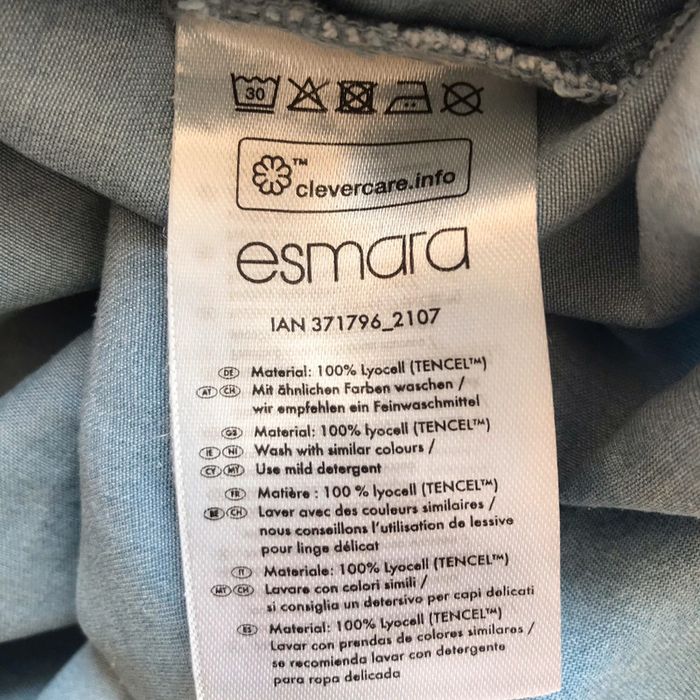 30
clevercare.info™
esmara
IAN 371796_2107
DE Material: 100% Lyocell (TENCEL™)
AT CH Mit ähnlichen Farben waschen /
wir empfehlen ein Feinwaschmittel
GB Material: 100% lyocell (TENCEL™)
IE NI Wash with similar colours /
CY MT Use mild detergent
FR Matière : 100 % lyocell (TENCEL™)
BE CH Laver avec des couleurs similaires /
nous conseillons l'utilisation de lessive
pour linge délicat
IT Materiale: 100% Lyocell (TENCEL™)
MT CH Lavare con colori simili /
si consiglia un detersivo per capi delicati
ES Material: 100% Lyocell (TENCEL™)
Lavar con prendas de colores similares /
se recomienda lavar con detergente
para ropa delicada